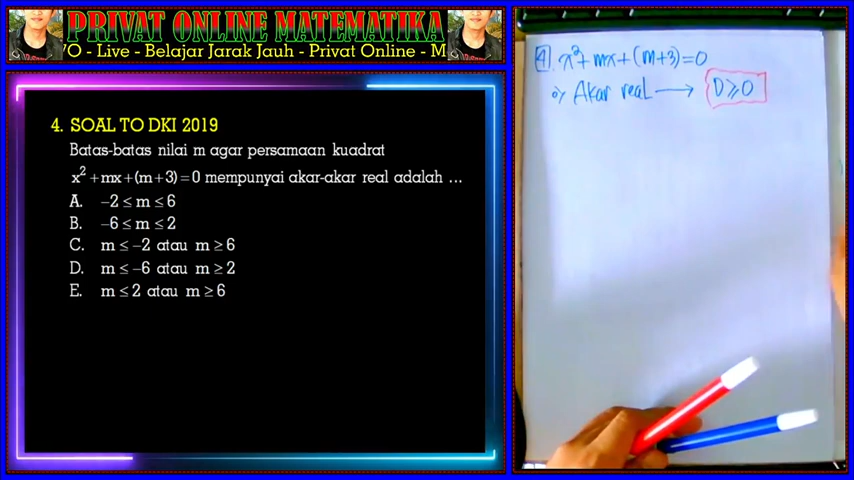 PRIVAT ONLINE MATEMATIKA
O - Live - Belajar Jarak Jauh - Privat Online - M
4. SOAL TO DKI 2019
Batas-batas nilai m agar persamaan kuadrat
x²+mx+(m+3)=0 mempunyai akar-akar real adalah ...
A. −2 ≤ m ≤ 6
B. −6 ≤ m ≤ 2
C. m ≤ −2 atau m ≥ 6
D. m ≤ −6 atau m ≥ 2
E. m ≤ 2 atau m ≥ 6
4. x²+mx+(m+3)=0
Akar real → D≥0